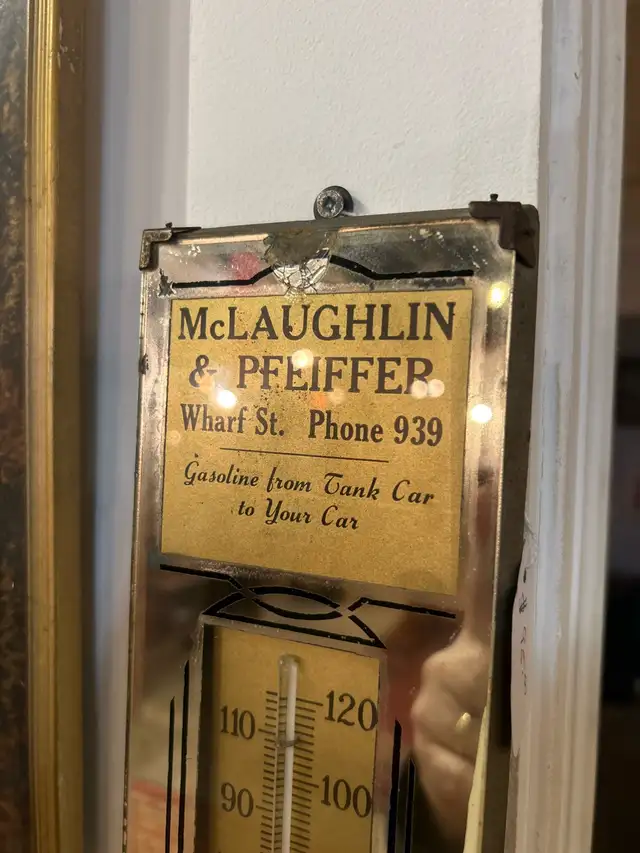 McLAUGHLIN
& PFEIFFER
Wharf St. Phone 939
Gasoline from Tank Car
to Your Car
120
110
100
90